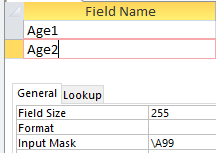 Field Name
Age1
Age2
General Lookup
Field Size 255
Format
Input Mask \A99